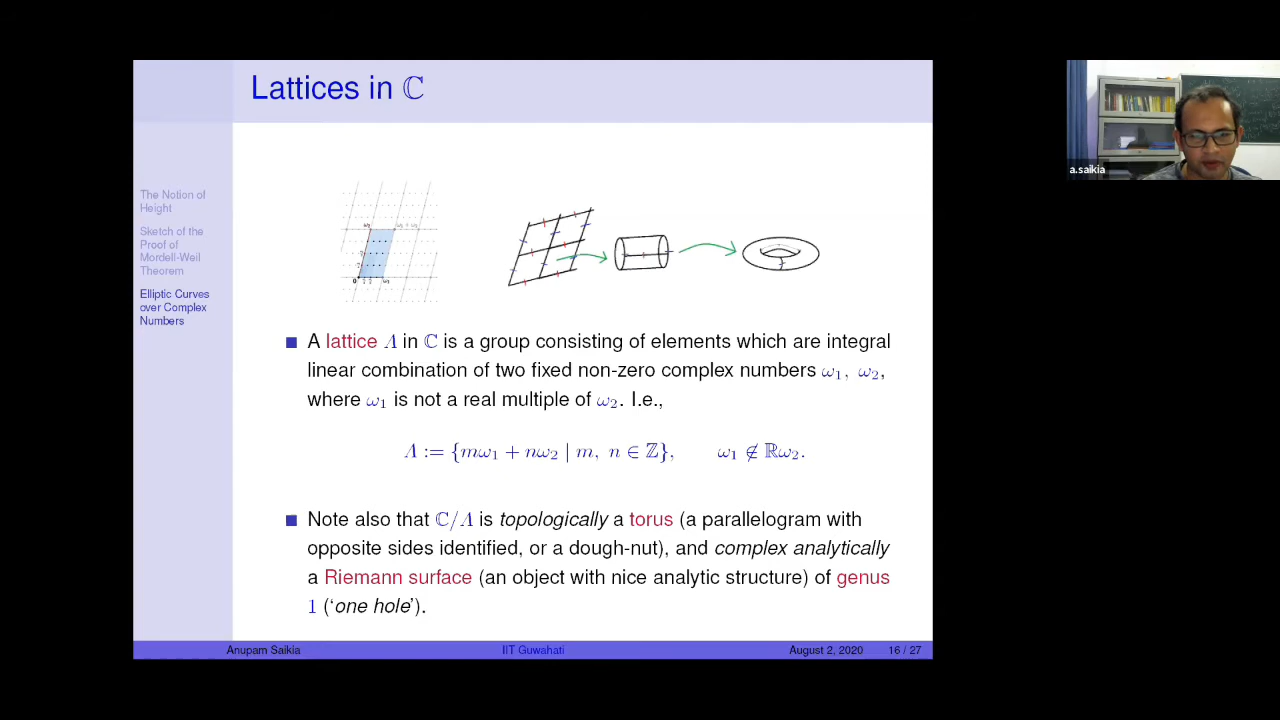 Lattices in ℂ
a.saikia
The Notion of
Height
Sketch of the
Proof of
Mordell-Weil
Theorem
Elliptic Curves
over Complex
Numbers
ω₂
0
ω₁
A lattice Λ in ℂ is a group consisting of elements which are integral
linear combination of two fixed non-zero complex numbers ω₁, ω₂,
where ω₁ is not a real multiple of ω₂. I.e.,
Λ := {mω₁ + nω₂ | m, n ∈ ℤ}, ω₁ ∉ ℝω₂.
Note also that ℂ/Λ is topologically a torus (a parallelogram with
opposite sides identified, or a dough-nut), and complex analytically
a Riemann surface (an object with nice analytic structure) of genus
1 (‘one hole’).
Anupam Saikia IIT Guwahati August 2, 2020 16 / 27